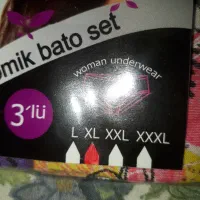 omik bato set
woman underwear
3'lü
L XL XXL XXXL